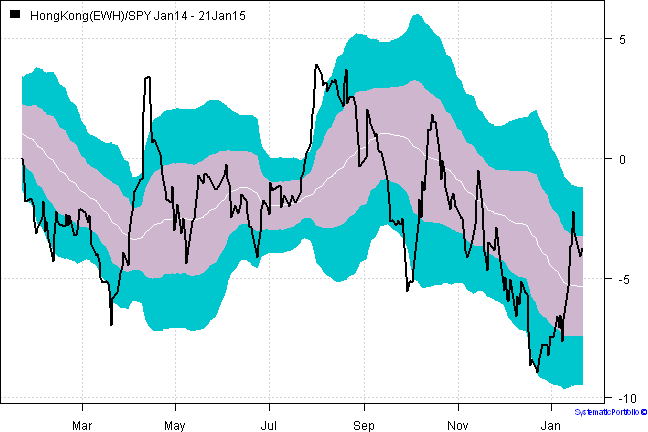 HongKong(EWH)/SPY Jan14 - 21Jan15
5
0
-5
-10
Mar May Jul Sep Nov Jan
SystematicPortfolio ©